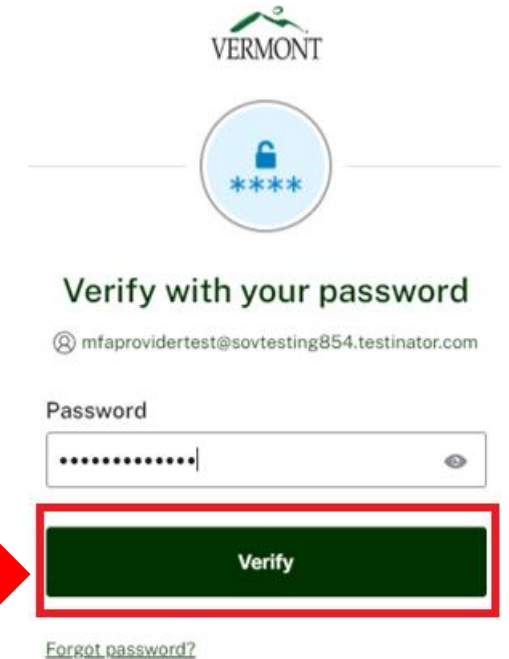 VERMONT
****
Verify with your password
mfaprovidertest@sovtesting854.testinator.com
Password
•••••••••••••
Verify
Forgot password?